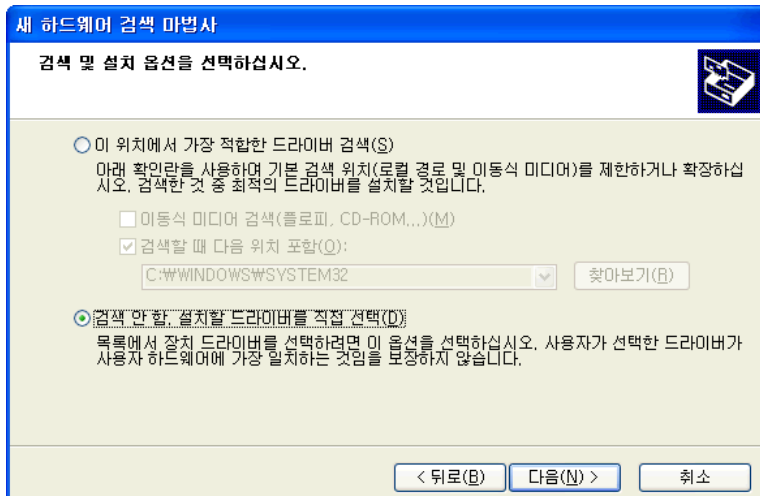 새 하드웨어 검색 마법사
검색 및 설치 옵션을 선택하십시오.
이 위치에서 가장 적합한 드라이버 검색(S)
아래 확인란을 사용하여 기본 검색 위치(로컬 경로 및 이동식 미디어)를 제한하거나 확장하십
시오. 검색한 것 중 최적의 드라이버를 설치할 것입니다.
이동식 미디어 검색(플로피, CD-ROM...)(M)
검색할 때 다음 위치 포함(O):
C:₩WINDOWS₩SYSTEM32
찾아보기(R)
검색 안 함. 설치할 드라이버를 직접 선택(D)
목록에서 장치 드라이버를 선택하려면 이 옵션을 선택하십시오. 사용자가 선택한 드라이버가
사용자 하드웨어에 가장 일치하는 것임을 보장하지 않습니다.
< 뒤로(B) 다음(N) > 취소